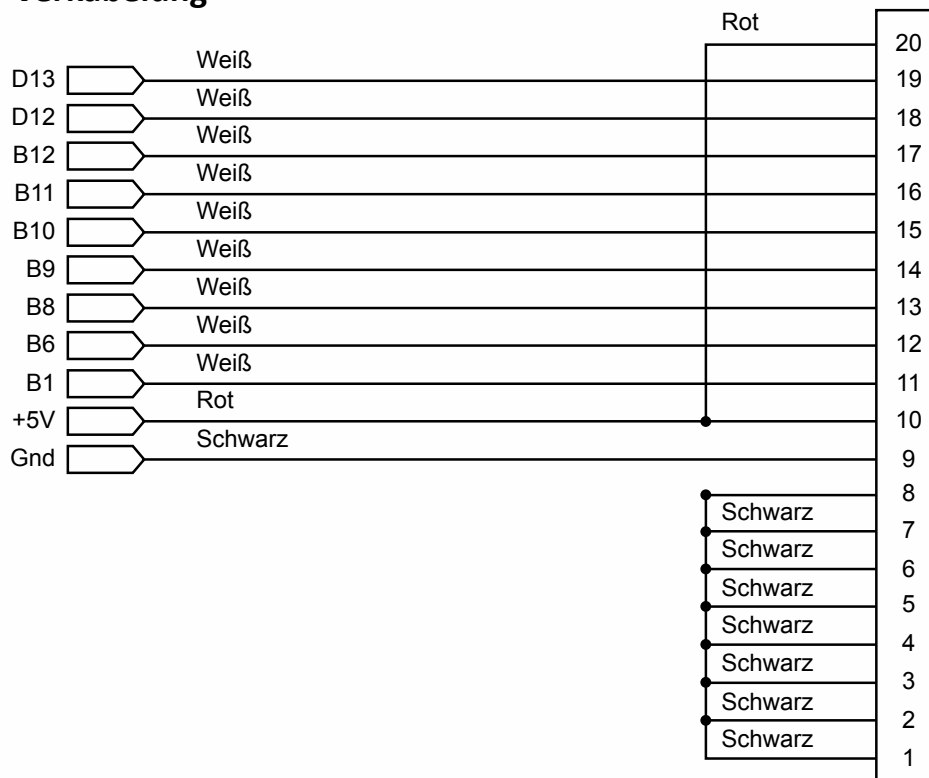 Verkabelung
Rot
20
Weiß
D13 19
Weiß
D12 18
Weiß
B12 17
Weiß
B11 16
Weiß
B10 15
Weiß
B9 14
Weiß
B8 13
Weiß
B6 12
Weiß
B1 11
Rot
+5V 10
Schwarz
Gnd 9
8
Schwarz
7
Schwarz
6
Schwarz
5
Schwarz
4
Schwarz
3
Schwarz
2
Schwarz
1